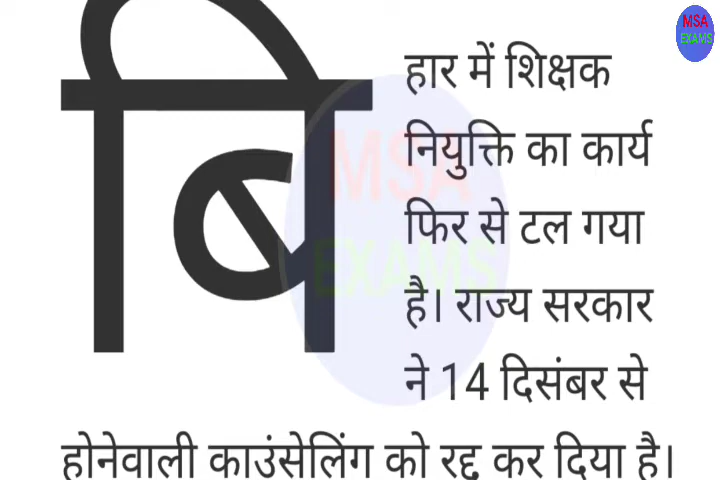 बिहार में शिक्षक
नियुक्ति का कार्य
फिर से टल गया
है। राज्य सरकार
ने 14 दिसंबर से
होनेवाली काउंसेलिंग को रद्द कर दिया है।
MSA
EXAMS
MSA
EXAMS